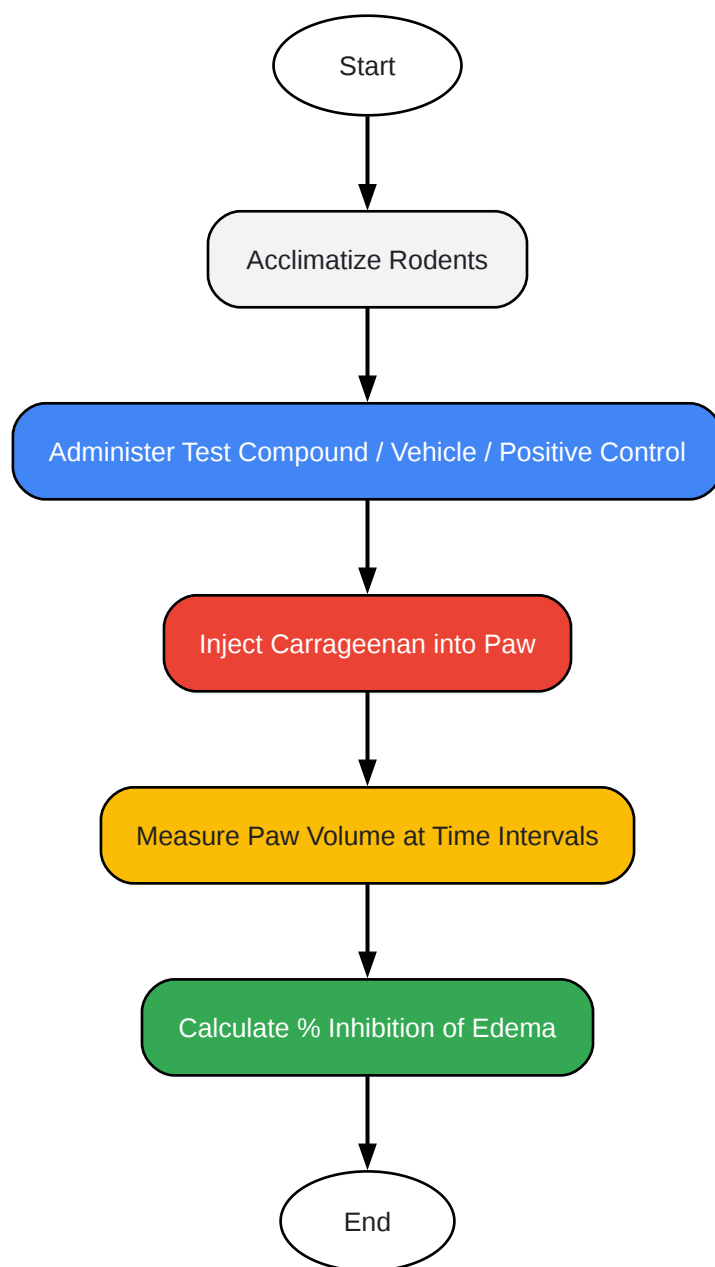 Start
Acclimatize Rodents
Administer Test Compound / Vehicle / Positive Control
Inject Carrageenan into Paw
Measure Paw Volume at Time Intervals
Calculate % Inhibition of Edema
End